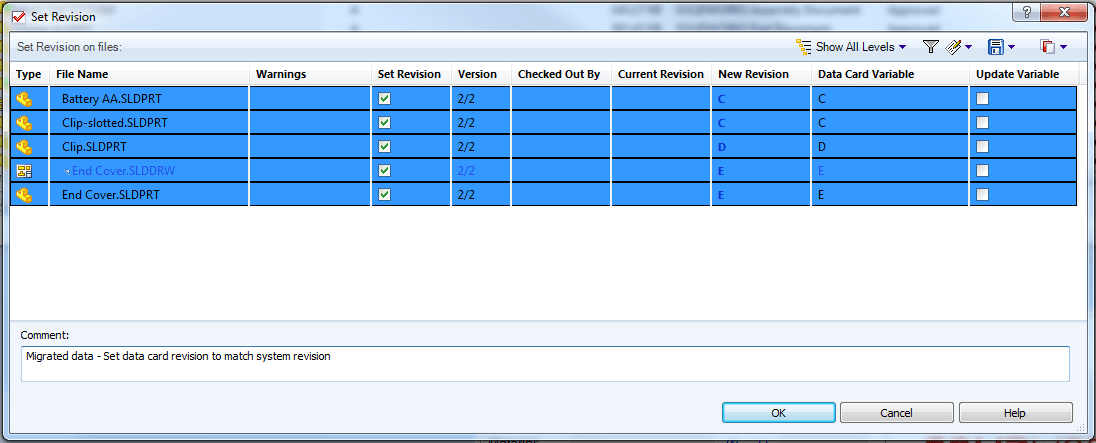 Set Revision
?
Set Revision on files:
Show All Levels
Type File Name Warnings Set Revision Version Checked Out By Current Revision New Revision Data Card Variable Update Variable
Battery AA.SLDPRT 2/2 C C
Clip-slotted.SLDPRT 2/2 C C
Clip.SLDPRT 2/2 D D
End Cover.SLDDRW 2/2 E E
End Cover.SLDPRT 2/2 E E
Comment:
Migrated data - Set data card revision to match system revision
OK Cancel Help